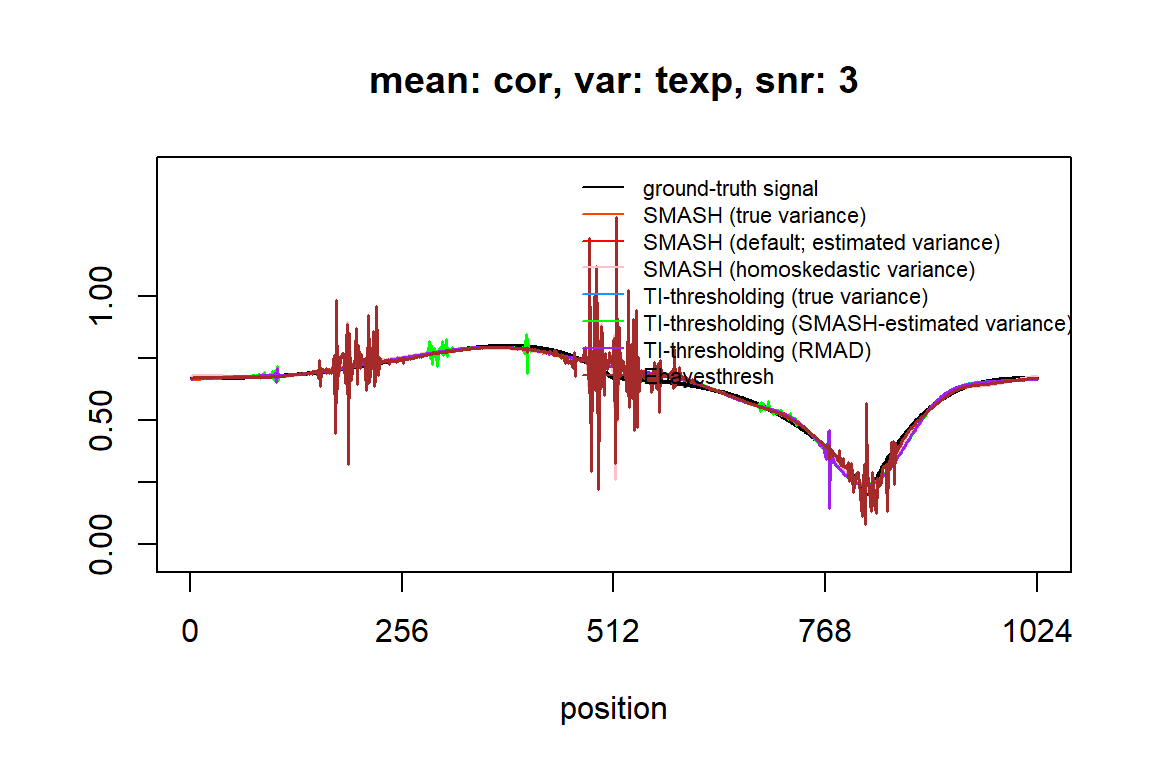 mean: cor, var: texp, snr: 3
ground-truth signal
SMASH (true variance)
SMASH (default; estimated variance)
SMASH (homoskedastic variance)
TI-thresholding (true variance)
TI-thresholding (SMASH-estimated variance)
TI-thresholding (RMAD)
Ebayesthresh
1.00
0.50
0.00
0 256 512 768 1024
position